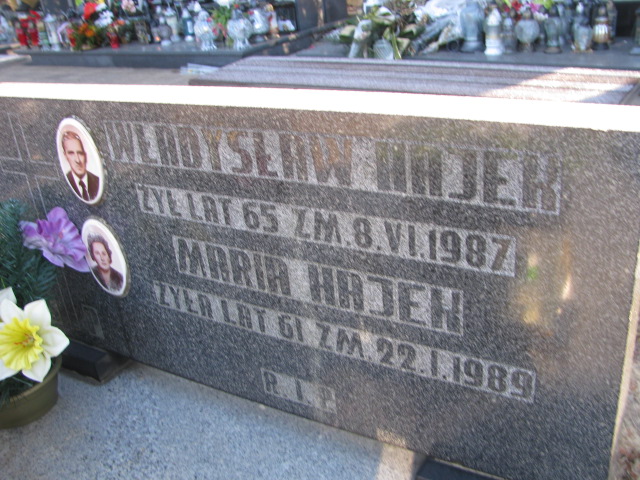 WŁADYSŁAW HAJEK
ŻYŁ LAT 65 ZM. 8.VI.1987
MARIA HAJEK
ŻYŁA LAT 61 ZM 22.I.1989
R.I.P